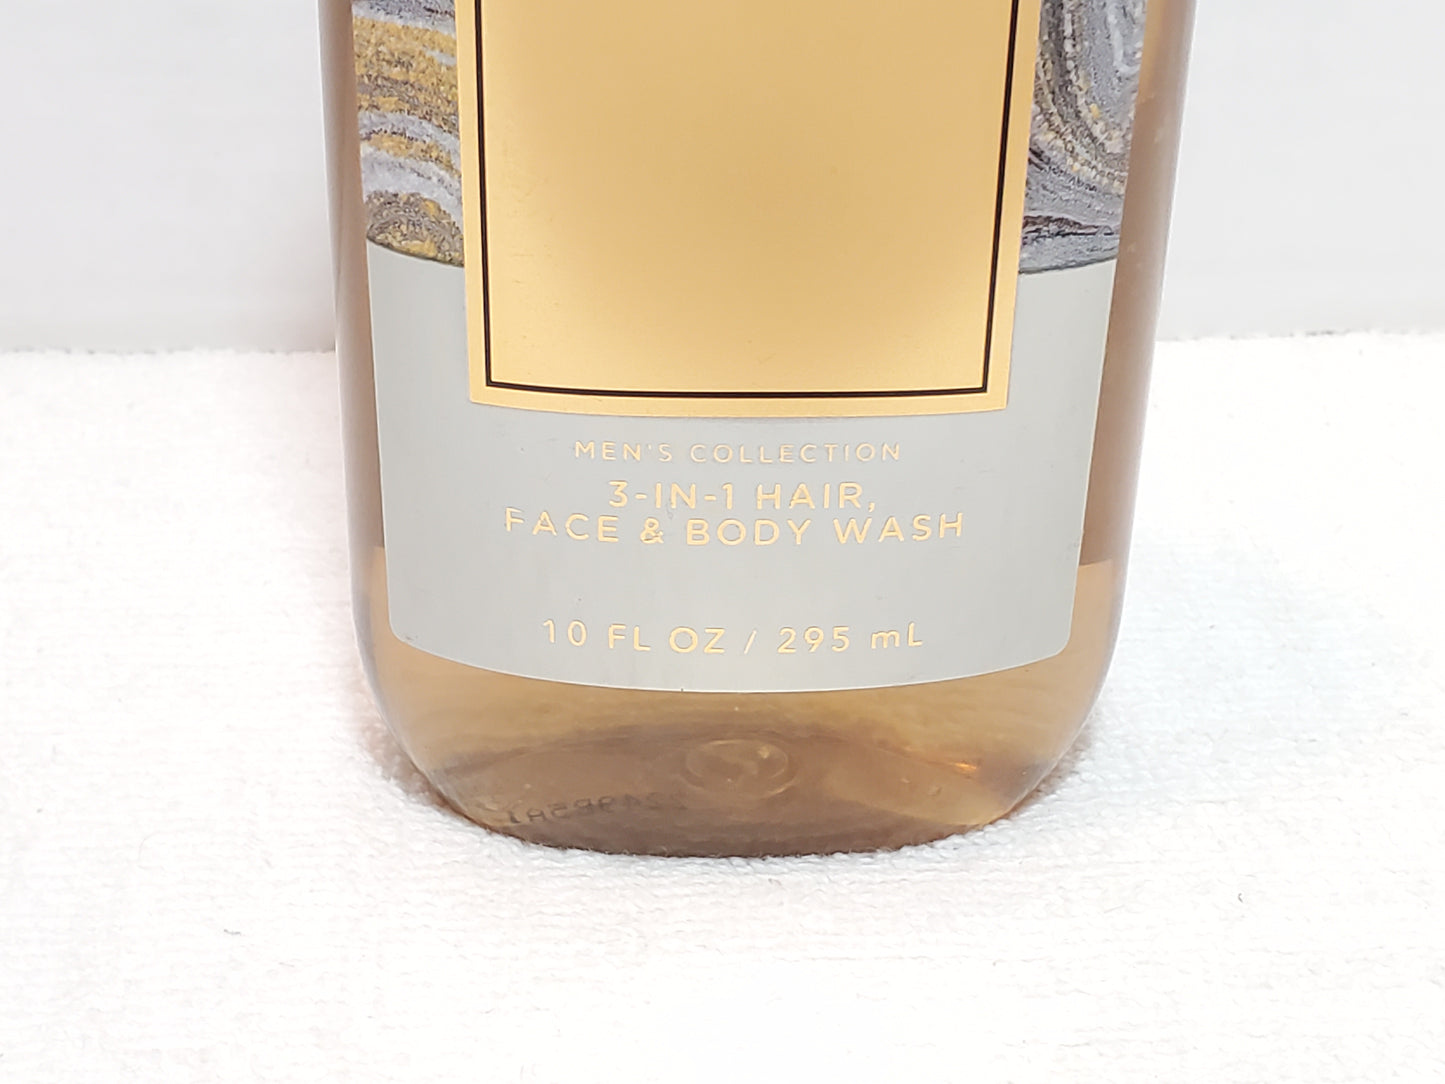 MEN'S COLLECTION
3-IN-1 HAIR,
FACE & BODY WASH
10 FL OZ / 295 mL